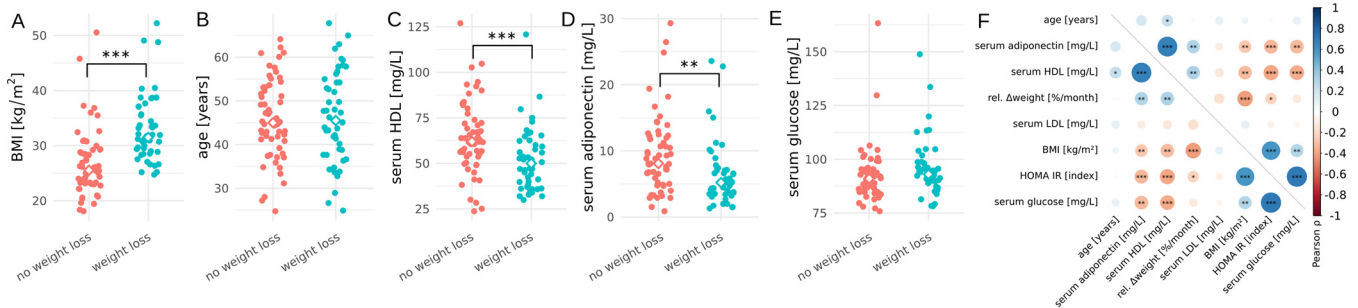 A
BMI [kg/m²]
50
40
30
20
***
no weight loss
weight loss
B
age [years]
60
50
40
30
no weight loss
weight loss
C
serum HDL [mg/L]
125
100
75
50
25
***
no weight loss
weight loss
D
serum adiponectin [mg/L]
30
20
10
0
**
no weight loss
weight loss
E
serum glucose [mg/L]
150
125
100
75
no weight loss
weight loss
F
age [years]
*
serum adiponectin [mg/L]
*** ** ** *** **
serum HDL [mg/L]
* *** ** ** *** ***
rel. Δweight [%/month]
** ** *** *
serum LDL [mg/L]
BMI [kg/m²]
** ** *** *** **
HOMA IR [index]
*** *** * *** ***
serum glucose [mg/L]
** *** ** ***
age [years]
serum adiponectin [mg/L]
serum HDL [mg/L]
rel. Δweight [%/month]
serum LDL [mg/L]
BMI [kg/m²]
HOMA IR [index]
serum glucose [mg/L]
1
0.8
0.6
0.4
0.2
0
-0.2
-0.4
-0.6
-0.8
-1
Pearson ρ